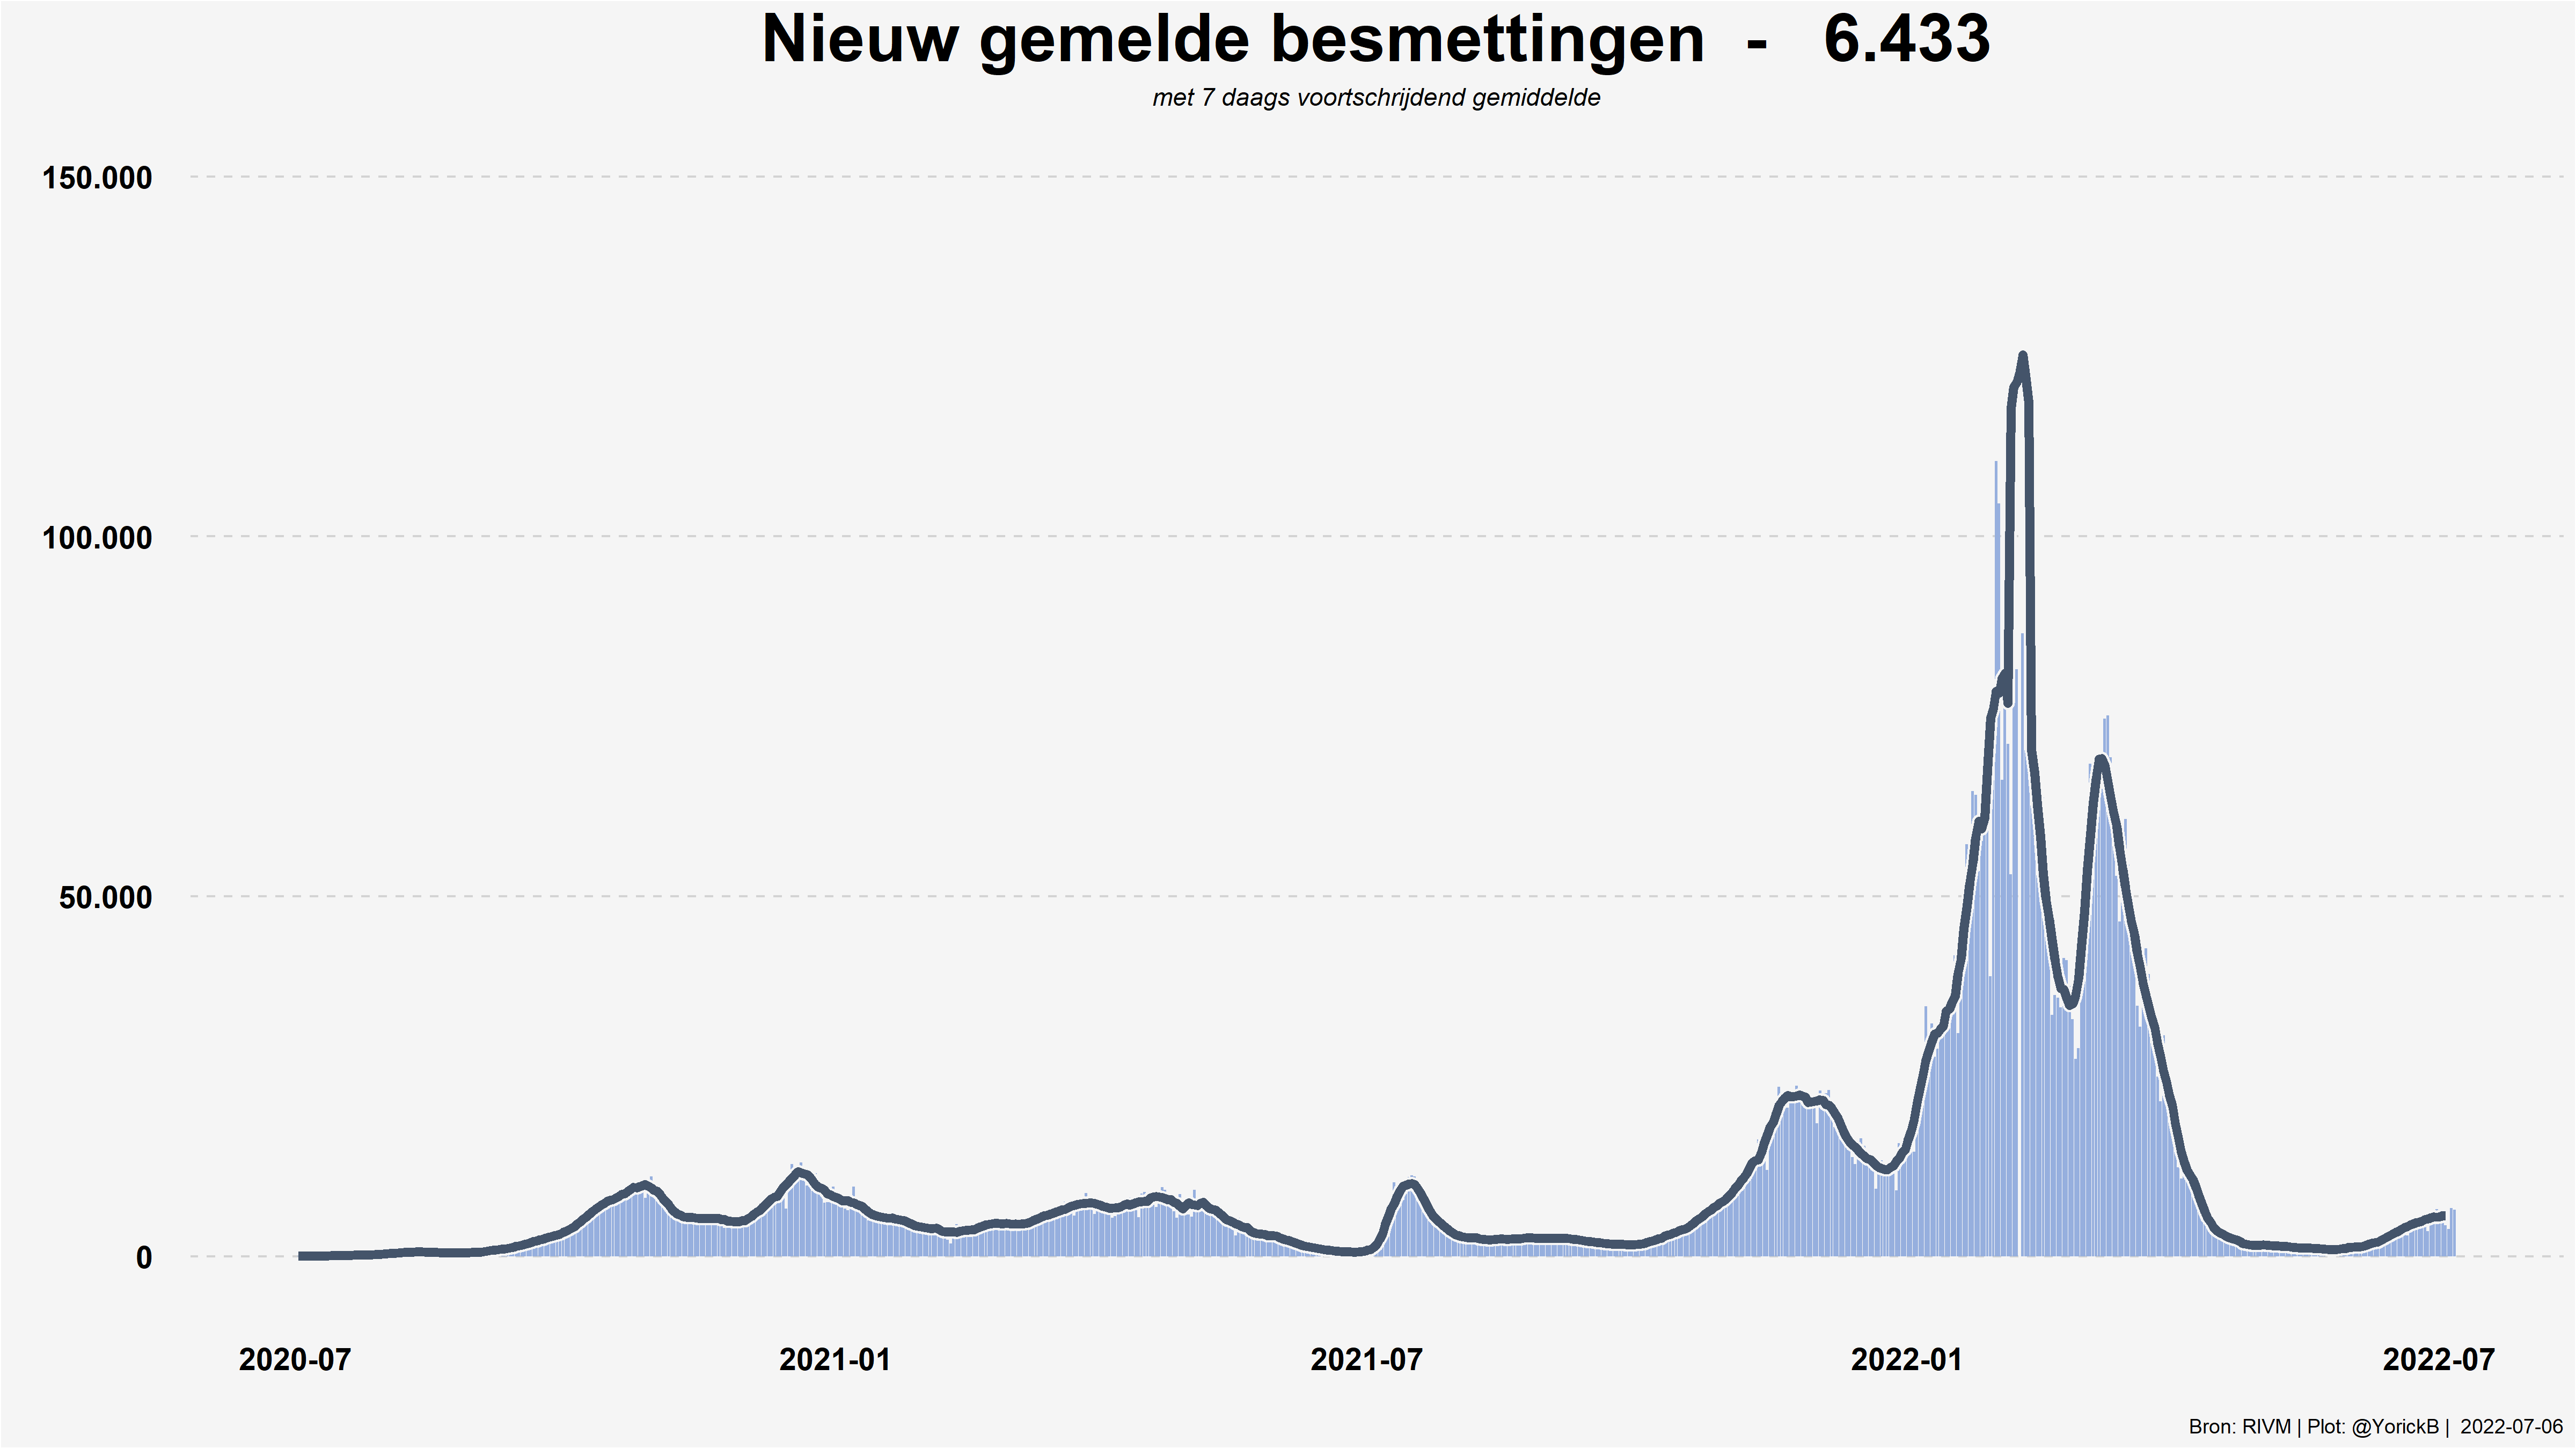 Nieuw gemelde besmettingen - 6.433
met 7 daags voortschrijdend gemiddelde
150.000
100.000
50.000
0
2020-07 2021-01 2021-07 2022-01 2022-07
Bron: RIVM | Plot: @YorickB | 2022-07-06